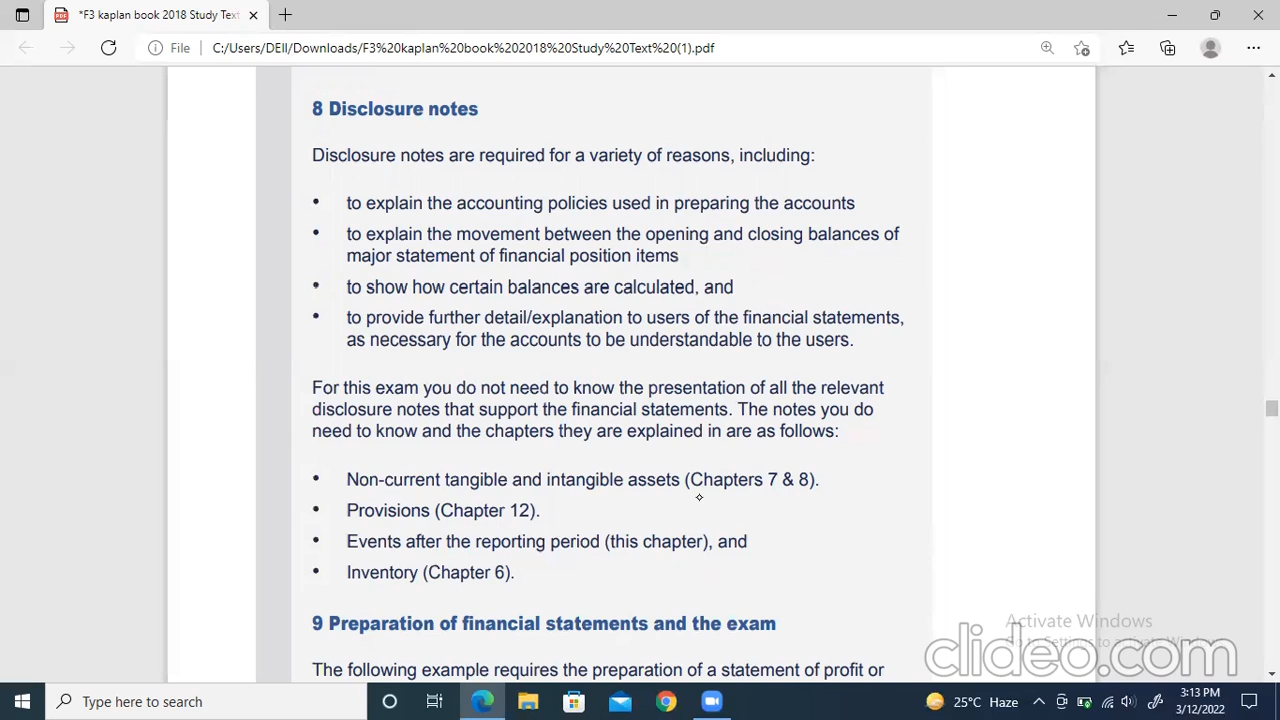 *F3 kaplan book 2018 Study Text
File
C:/Users/DEll/Downloads/F3%20kaplan%20book%202018%20Study%20Text%20(1).pdf
8 Disclosure notes
Disclosure notes are required for a variety of reasons, including:
• to explain the accounting policies used in preparing the accounts
• to explain the movement between the opening and closing balances of
major statement of financial position items
• to show how certain balances are calculated, and
• to provide further detail/explanation to users of the financial statements,
as necessary for the accounts to be understandable to the users.
For this exam you do not need to know the presentation of all the relevant
disclosure notes that support the financial statements. The notes you do
need to know and the chapters they are explained in are as follows:
• Non-current tangible and intangible assets (Chapters 7 & 8).
• Provisions (Chapter 12).
• Events after the reporting period (this chapter), and
• Inventory (Chapter 6).
9 Preparation of financial statements and the exam
The following example requires the preparation of a statement of profit or
Activate Windows
clideo.com
Type here to search
25°C Haze
3:13 PM
3/12/2022